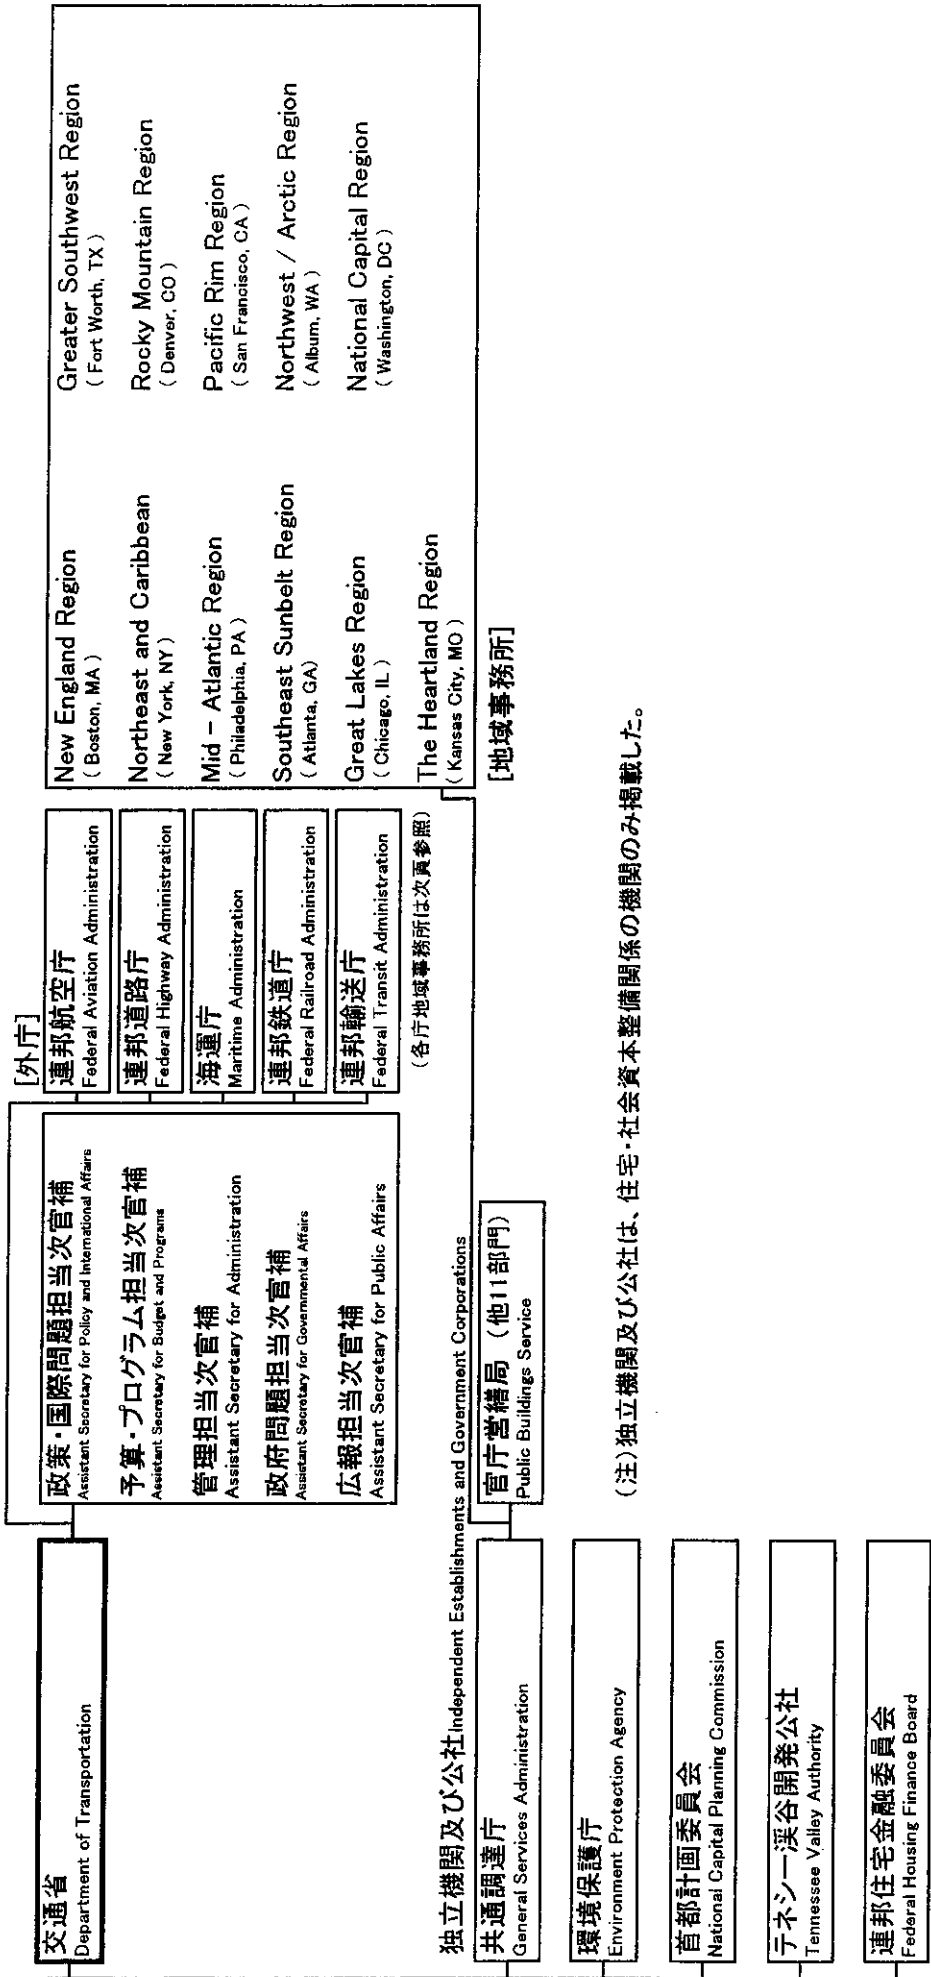 交通省
Department of Transportation
政策・国際問題担当次官補
Assistant Secretary for Policy and International Affairs
予算・プログラム担当次官補
Assistant Secretary for Budget and Programs
管理担当次官補
Assistant Secretary for Administration
政府問題担当次官補
Assistant Secretary for Governmental Affairs
広報担当次官補
Assistant Secretary for Public Affairs
[外庁]
連邦航空庁
Federal Aviation Administration
連邦道路庁
Federal Highway Administration
海運庁
Maritime Administration
連邦鉄道庁
Federal Railroad Administration
連邦輸送庁
Federal Transit Administration
(各庁地域事務所は次頁参照)
独立機関及び公社Independent Establishments and Government Corporations
共通調達庁
General Services Administration
官庁営繕局（他11部門）
Public Buildings Service
New England Region
( Boston, MA )
Northeast and Caribbean
( New York, NY )
Mid - Atlantic Region
( Philadelphia, PA )
Southeast Sunbelt Region
( Atlanta, GA)
Great Lakes Region
( Chicago, IL )
The Heartland Region
( Kansas City, MO )
Greater Southwest Region
( Fort Worth, TX )
Rocky Mountain Region
( Denver, CO )
Pacific Rim Region
( San Francisco, CA )
Northwest / Arctic Region
( Album, WA )
National Capital Region
( Washington, DC )
[地域事務所]
環境保護庁
Environment Protection Agency
首都計画委員会
National Capital Planning Commission
テネシー渓谷開発公社
Tennessee Valley Authority
連邦住宅金融委員会
Federal Housing Finance Board
(注)独立機関及び公社は、住宅・社会資本整備関係の機関のみ掲載した。